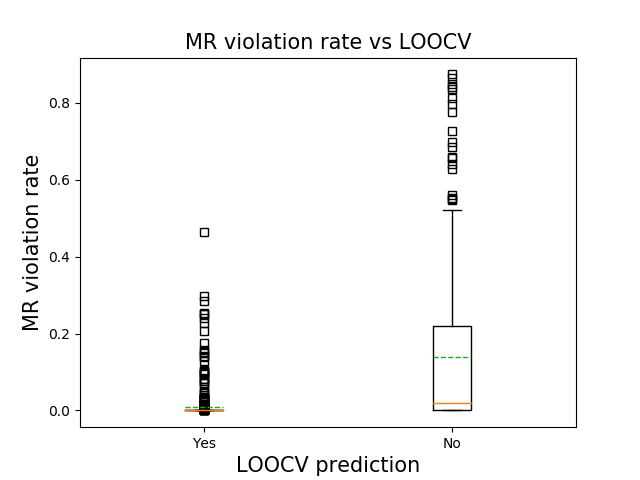 MR violation rate vs LOOCV
MR violation rate
0.8
0.6
0.4
0.2
0.0
Yes
No
LOOCV prediction